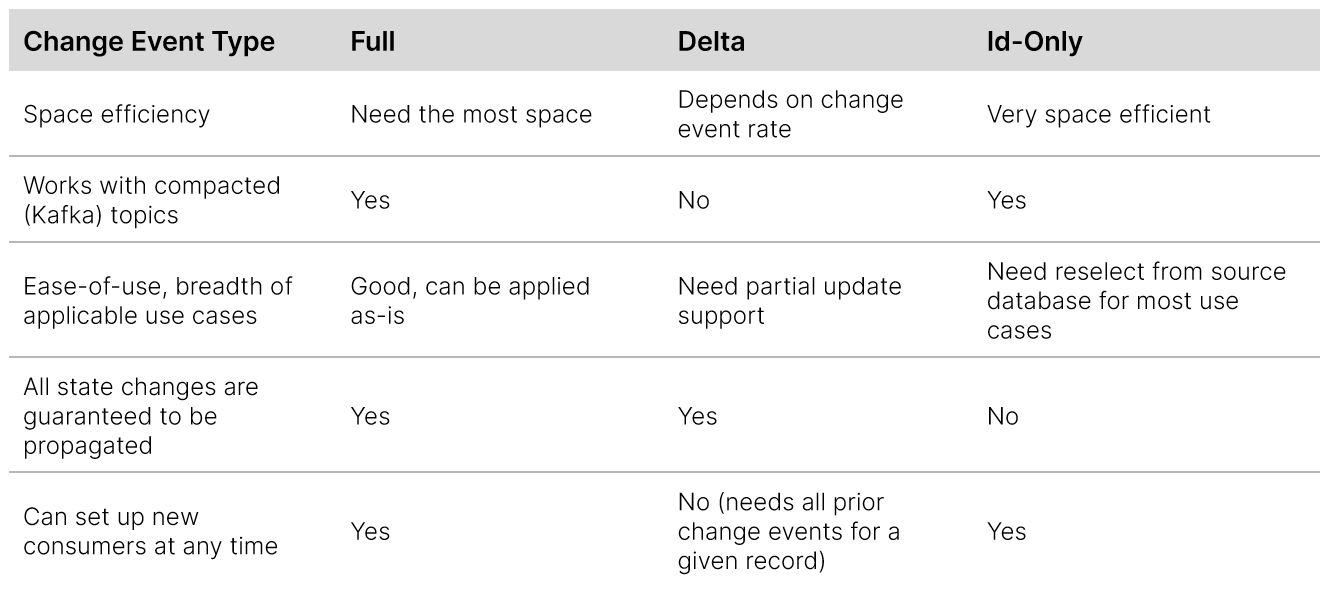 Change Event Type Full Delta Id-Only
Space efficiency Need the most space Depends on change
event rate Very space efficient
Works with compacted
(Kafka) topics Yes No Yes
Ease-of-use, breadth of
applicable use cases Good, can be applied
as-is Need partial update
support Need reselect from source
database for most use
cases
All state changes are
guaranteed to be
propagated Yes Yes No
Can set up new
consumers at any time Yes No (needs all prior
change events for a
given record) Yes